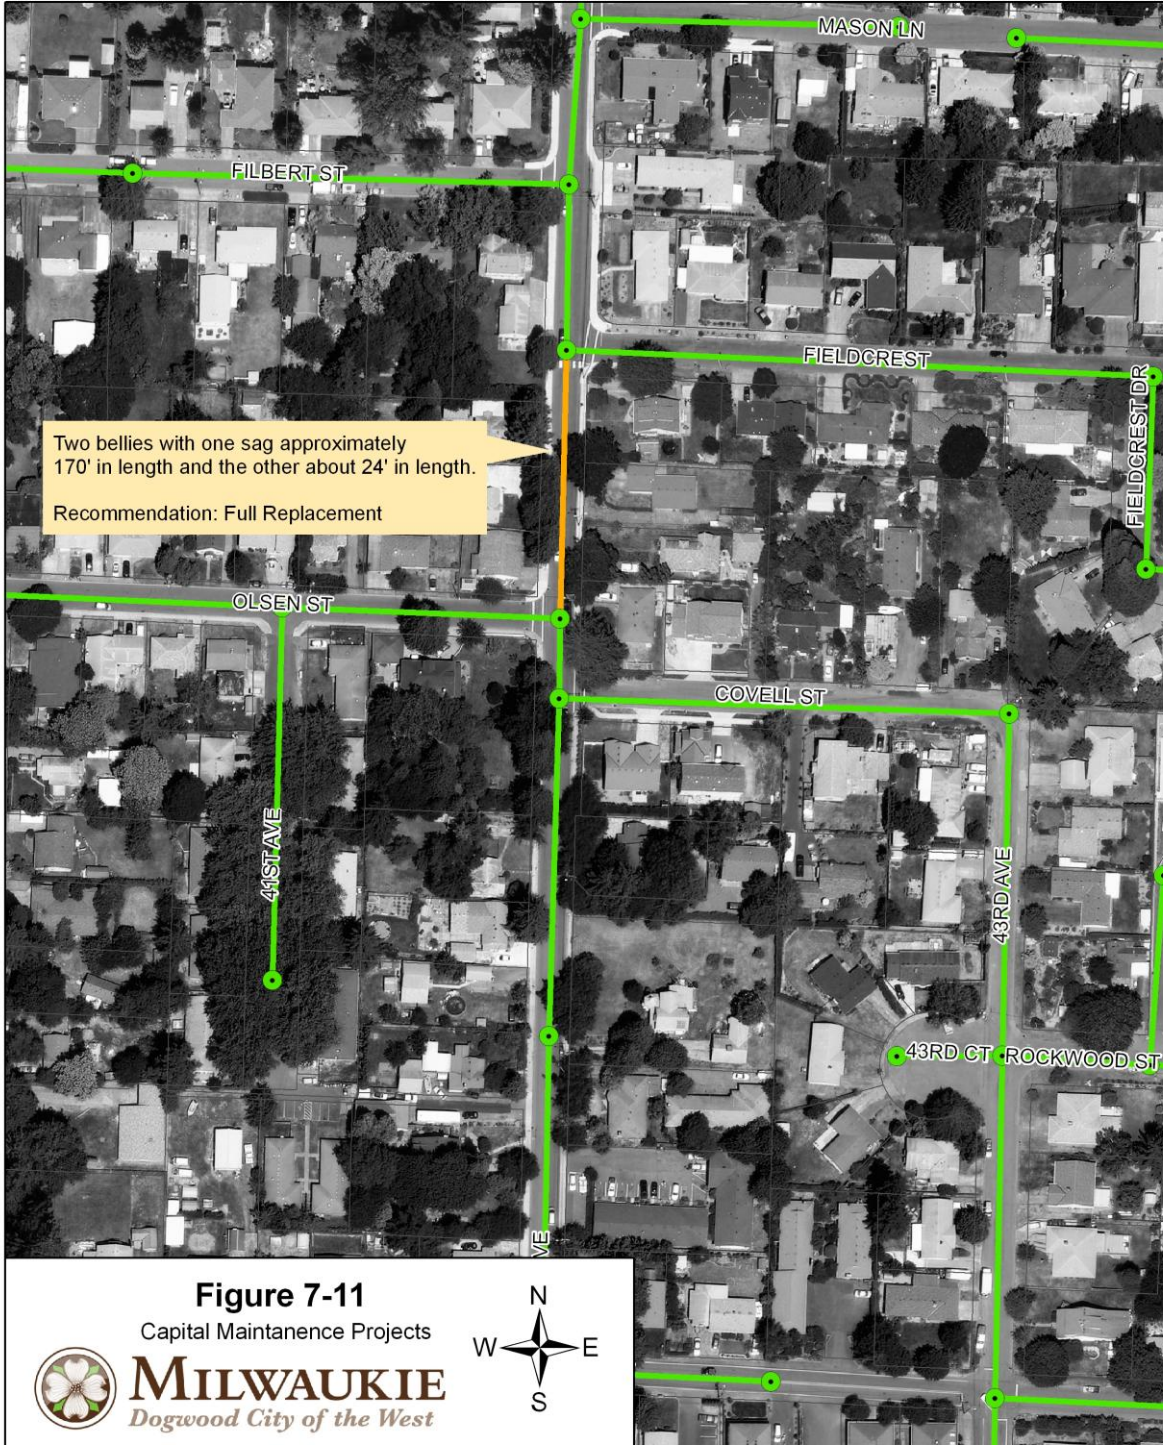 MASON LN
FILBERT ST
FIELDCREST
FIELDCREST DR
Two bellies with one sag approximately
170' in length and the other about 24' in length.
Recommendation: Full Replacement
OLSEN ST
COVELL ST
41ST AVE
43RD AVE
43RD CT
ROCKWOOD ST
VE
Figure 7-11
Capital Maintanence Projects
MILWAUKIE
Dogwood City of the West
N
W
E
S